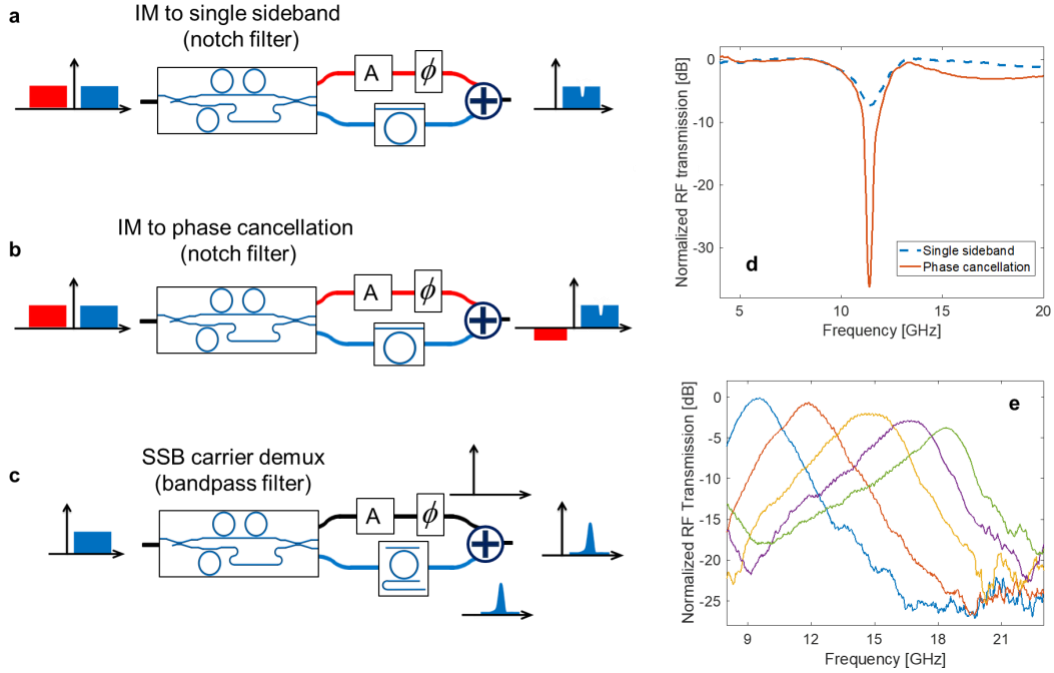 a
IM to single sideband
(notch filter)
A
ϕ
b
IM to phase cancellation
(notch filter)
A
ϕ
c
SSB carrier demux
(bandpass filter)
A
ϕ
Normalized RF transmission [dB]
0
-10
-20
-30
5
10
15
20
Frequency [GHz]
d
Single sideband
Phase cancellation
Normalized RF Transmission [dB]
0
-5
-10
-15
-20
-25
9
12
15
18
21
Frequency [GHz]
e